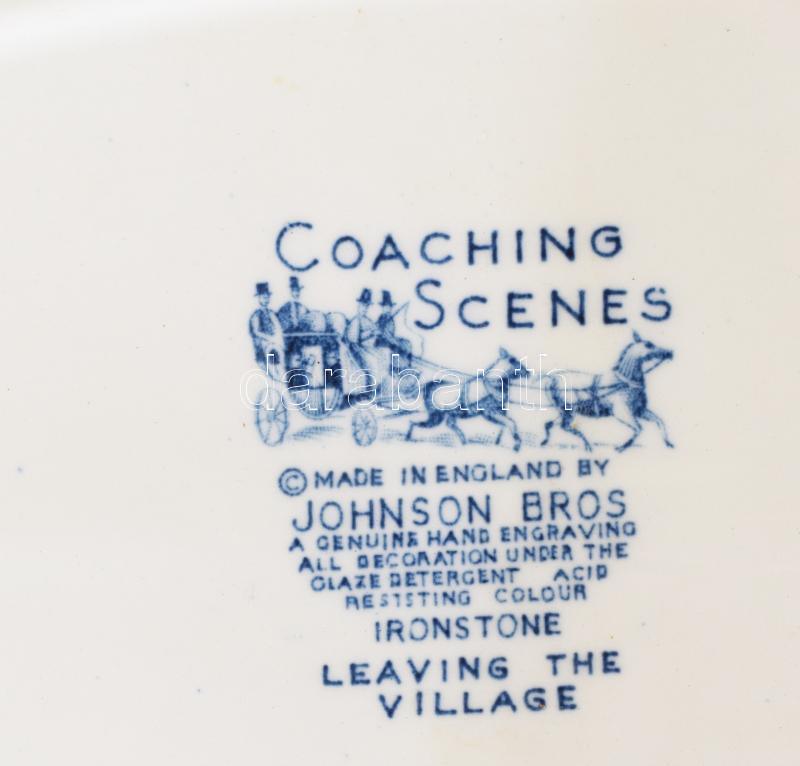 COACHING
SCENES
darabanth
© MADE IN ENGLAND BY
JOHNSON BROS
A GENUINE HAND ENGRAVING
ALL DECORATION UNDER THE
GLAZE DETERGENT ACID
RESISTING COLOUR
IRONSTONE
LEAVING THE
VILLAGE